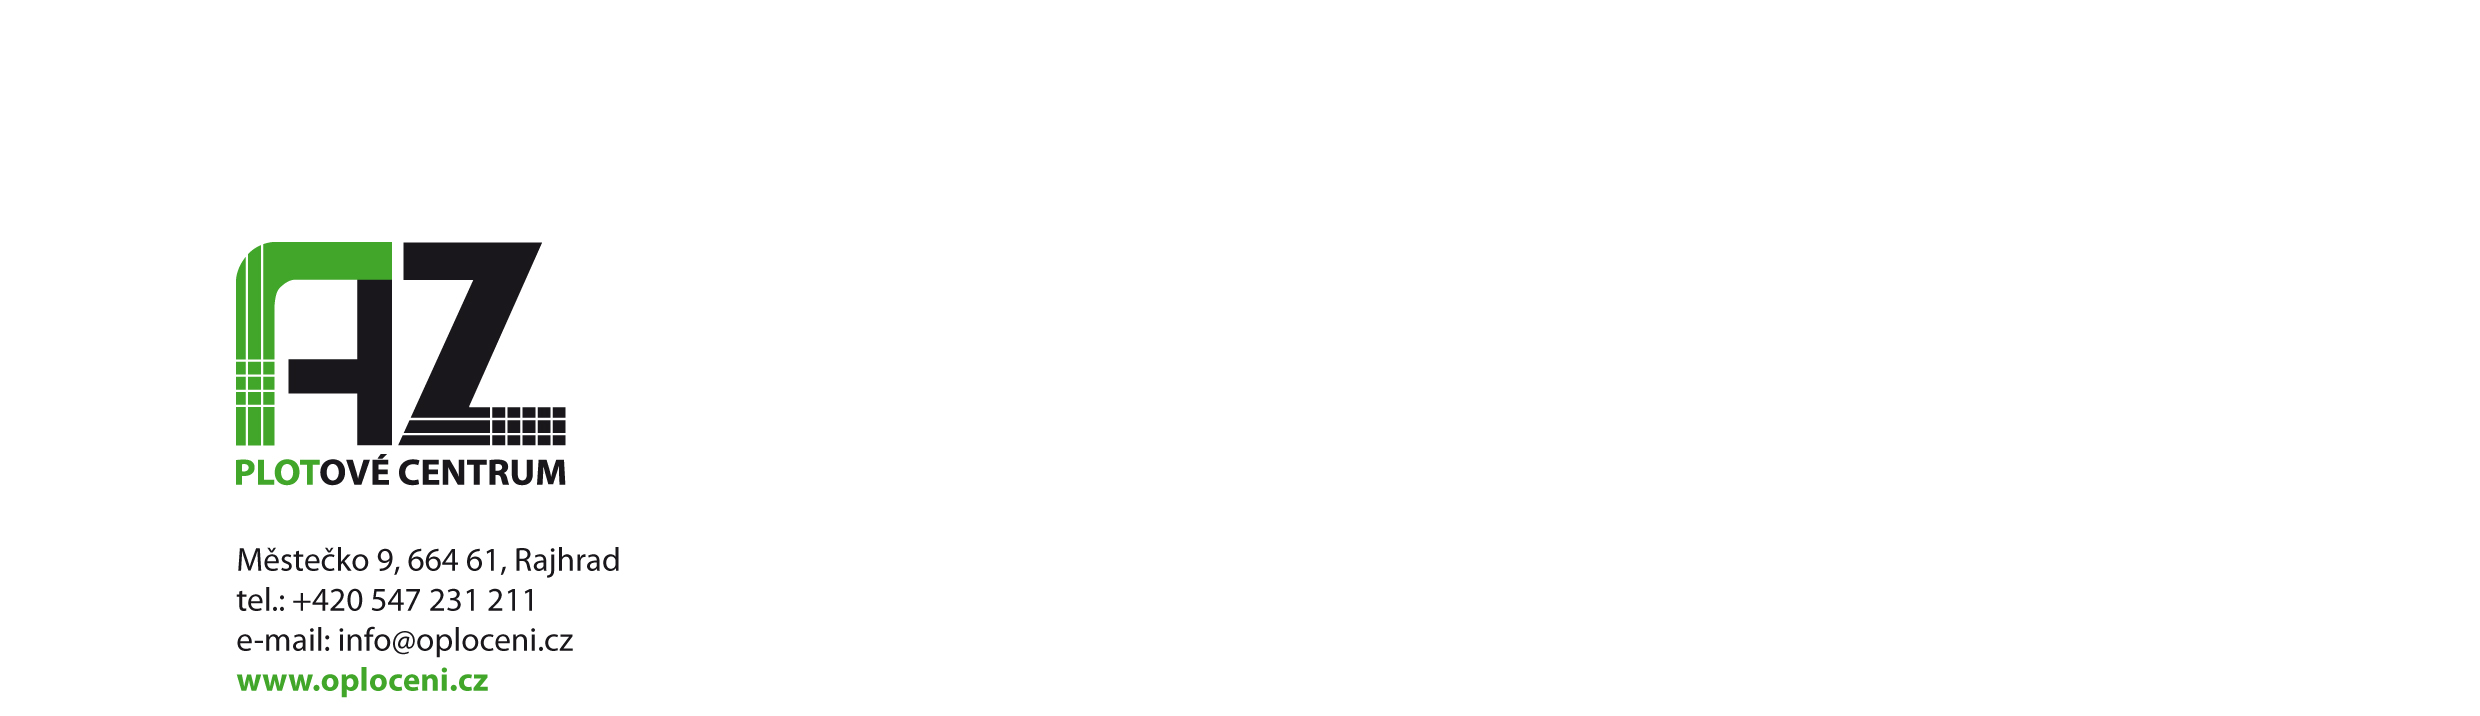 AZ
PLOTOVÉ CENTRUM
Městečko 9, 664 61, Rajhrad
tel.: +420 547 231 211
e-mail: info@oploceni.cz
www.oploceni.cz